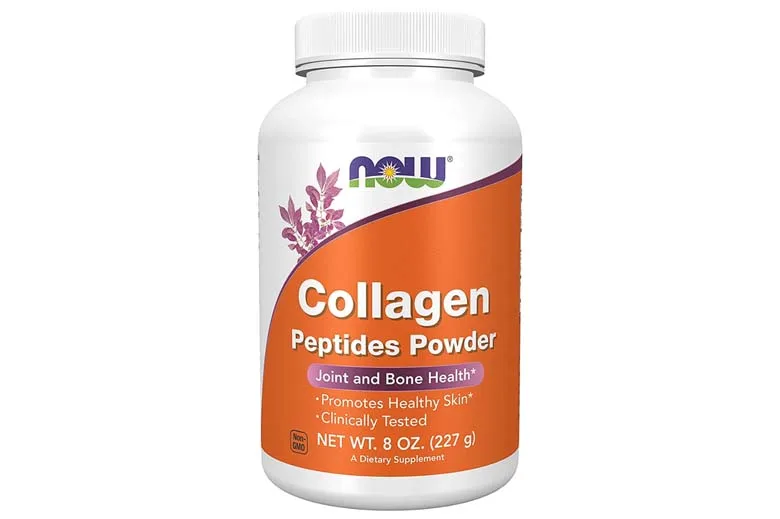 NOW®
Collagen
Peptides Powder
Joint and Bone Health*
• Promotes Healthy Skin*
• Clinically Tested
Non-
GMO
NET WT. 8 OZ. (227 g)
A Dietary Supplement